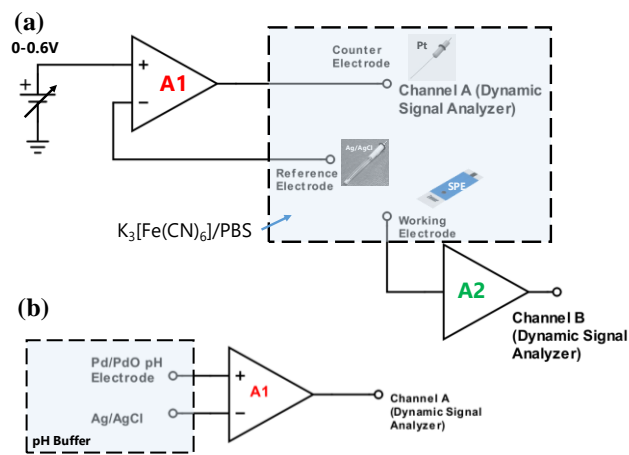 (a)
0-0.6V
+
+
−
A1
Counter
Electrode
Pt
Channel A (Dynamic
Signal Analyzer)
Ag/AgCl
Reference
Electrode
SPE
K₃[Fe(CN)₆]/PBS
Working
Electrode
A2
Channel B
(Dynamic Signal
Analyzer)
(b)
Pd/PdO pH
Electrode
Ag/AgCl
+
−
A1
Channel A
(Dynamic Signal
Analyzer)
pH Buffer